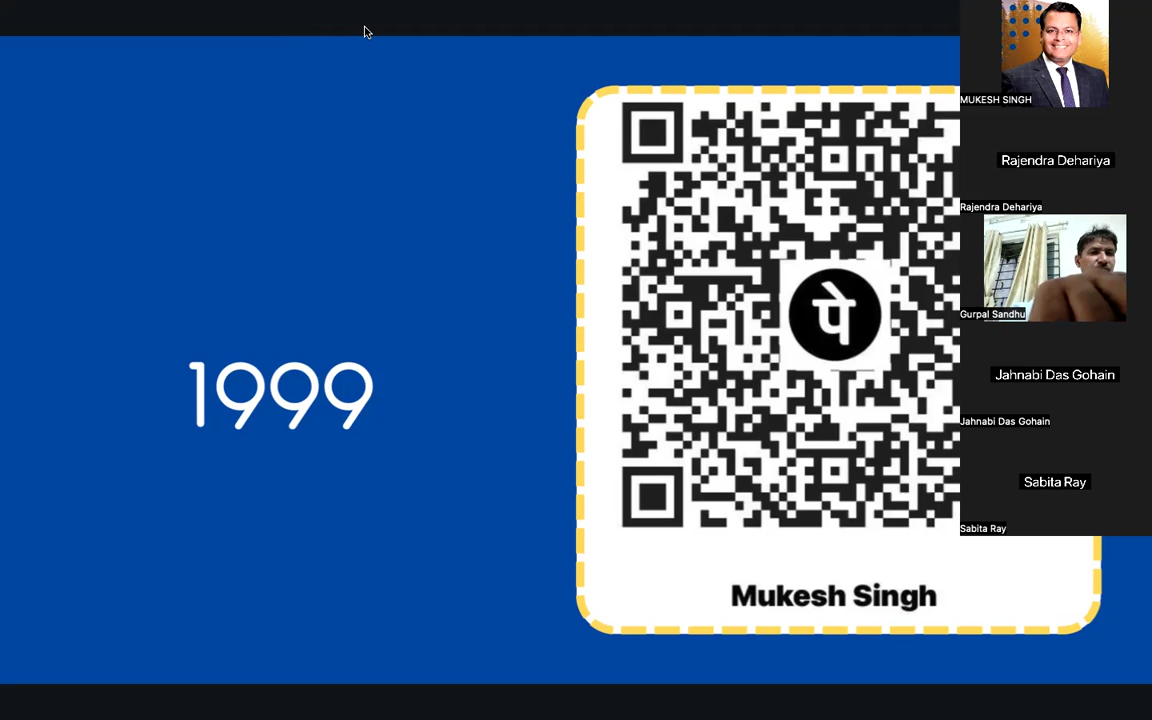 1999
पे
Mukesh Singh
MUKESH SINGH
Rajendra Dehariya
Rajendra Dehariya
Gurpal Sandhu
Jahnabi Das Gohain
Jahnabi Das Gohain
Sabita Ray
Sabita Ray